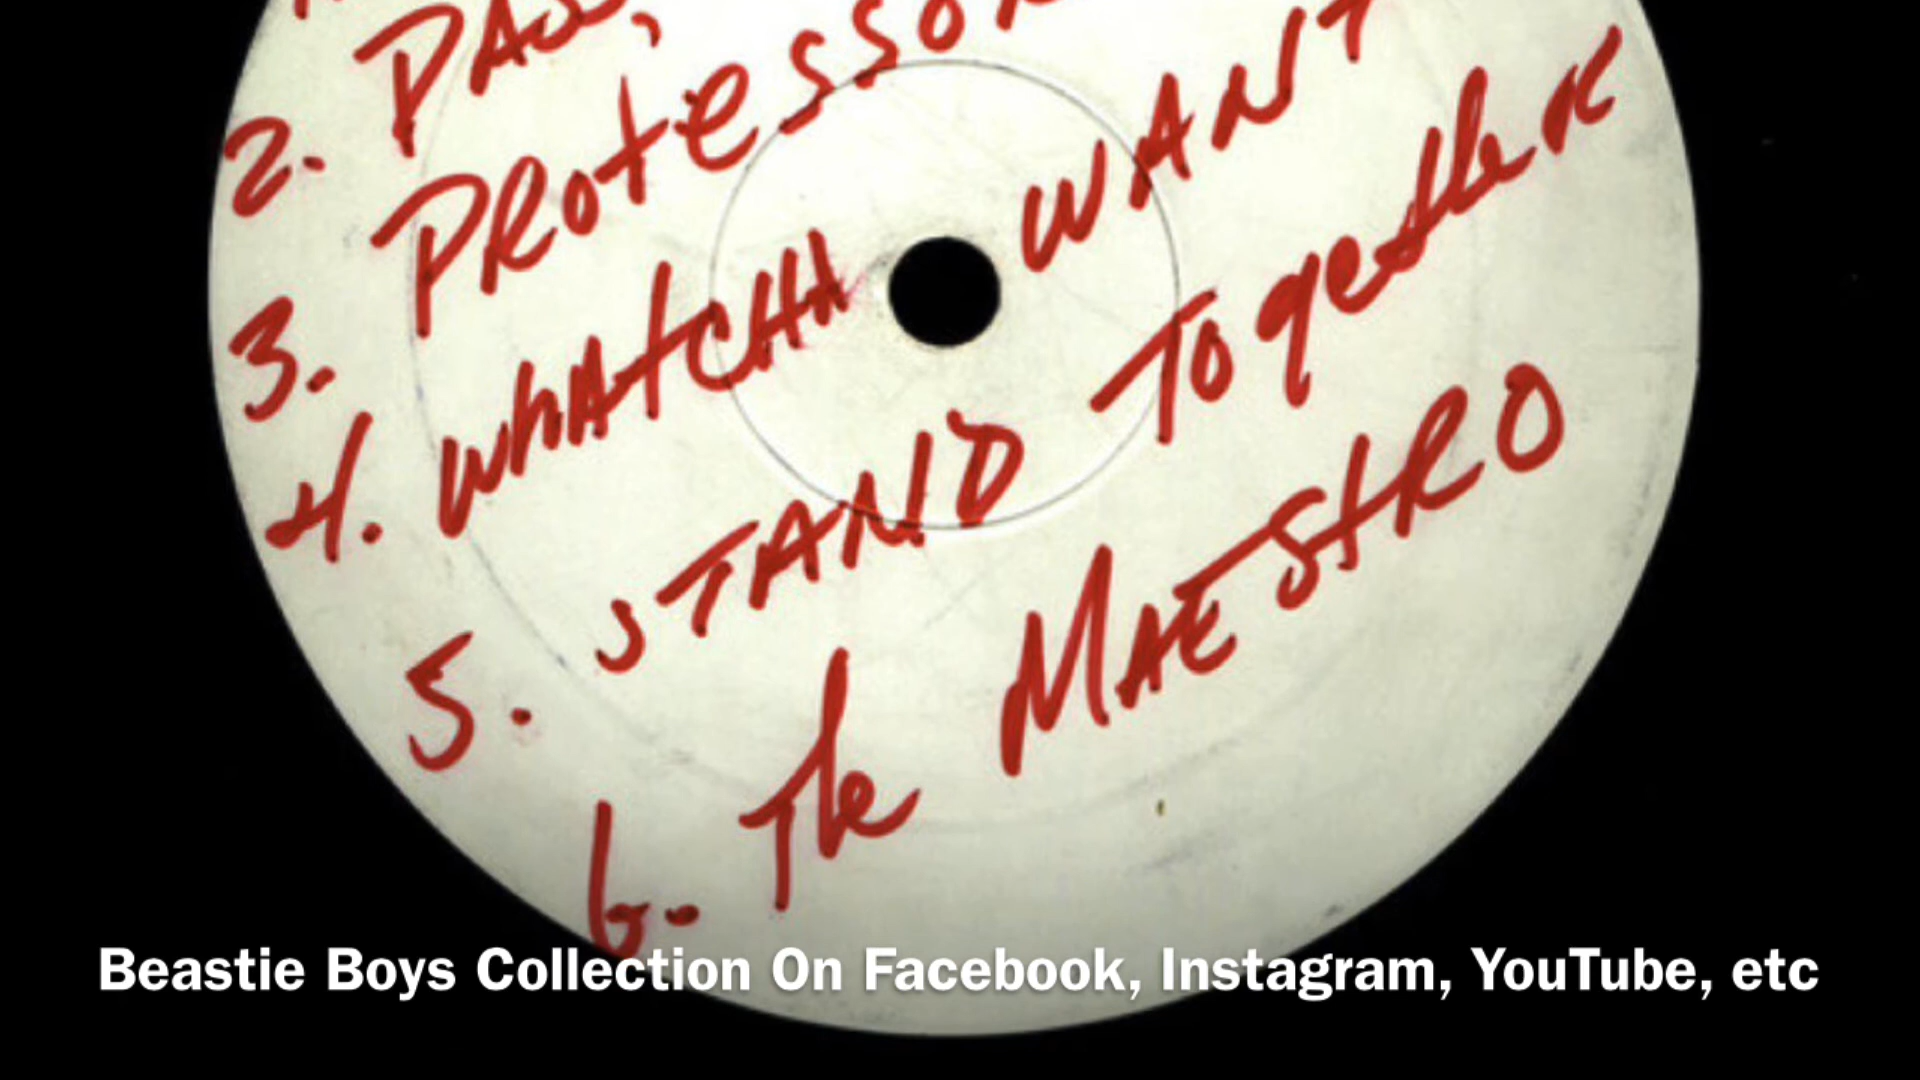 2. PASS,
3. PROFESSOR
4. WHATCHA WANT
5. STAND TOgetheR
6. The MAESTRO
Beastie Boys Collection On Facebook, Instagram, YouTube, etc